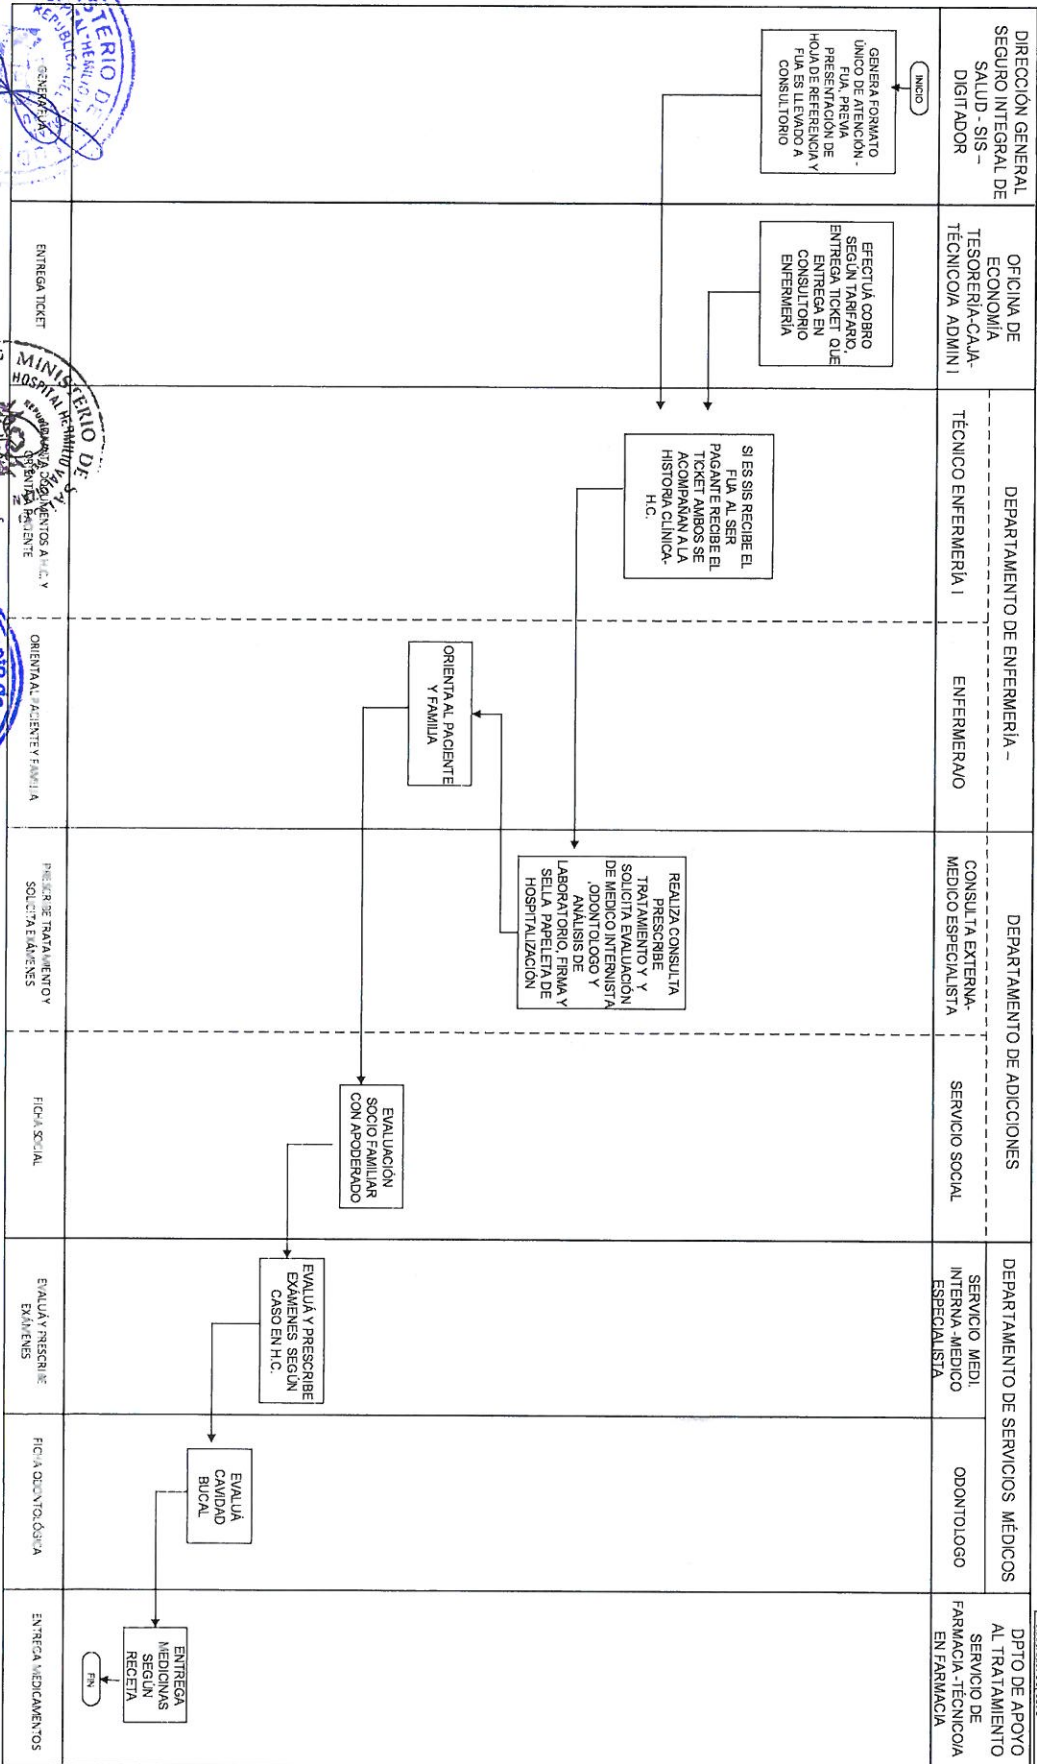 DIRECCIÓN GENERAL
SEGURO INTEGRAL DE
SALUD - SIS –
DIGITADOR
OFICINA DE
ECONOMÍA
TESORERÍA-CAJA-
TÉCNICO/A ADMIN I
DEPARTAMENTO DE ENFERMERÍA –
TÉCNICO ENFERMERÍA I
ENFERMERA/O
DEPARTAMENTO DE ADICCIONES
CONSULTA EXTERNA-
MEDICO ESPECIALISTA
SERVICIO SOCIAL
DEPARTAMENTO DE SERVICIOS MÉDICOS
SERVICIO MEDI.
INTERNA -MEDICO
ESPECIALISTA
ODONTOLOGO
DPTO DE APOYO
AL TRATAMIENTO
SERVICIO DE
FARMACIA -TÉCNICO/A
EN FARMACIA
INICIO
GENERA FORMATO
ÚNICO DE ATENCIÓN -
FUA, PREVIA
PRESENTACIÓN DE
HOJA DE REFERENCIA Y
FUA ES LLEVADO A
CONSULTORIO
EFECTUÁ COBRO
SEGÚN TARIFARIO,
ENTREGA TICKET QUE
ENTREGA EN
CONSULTORIO
ENFERMERÍA
SI ES SIS RECIBE EL
FUA AL SER
PAGANTE RECIBE EL
TICKET AMBOS SE
ACOMPAÑAN A LA
HISTORIA CLÍNICA-
H.C.
ORIENTA AL PACIENTE
Y FAMILIA
REALIZA CONSULTA
PRESCRIBE
TRATAMIENTO Y Y
SOLICITA EVALUACIÓN
DE MEDICO INTERNISTA
,ODONTOLOGO Y
ANÁLISIS DE
LABORATORIO, FIRMA Y
SELLA PAPELETA DE
HOSPITALIZACIÓN
EVALUACIÓN
SOCIO FAMILIAR
CON APODERADO
EVALUÁ Y PRESCRIBE
EXÁMENES SEGÚN
CASO EN H.C.
EVALUÁ
CAVIDAD
BUCAL
ENTREGA
MEDICINAS
SEGÚN
RECETA
FIN
GENERA FUA
ENTREGA TICKET
DOCUMENTOS A H.C. Y
ORIENTA A PACIENTE
ORIENTA AL PACIENTE Y FAMILIA
PRESCRIBE TRATAMIENTO Y
SOLICITA EXÁMENES
FICHA SOCIAL
EVALUÁ Y PRESCRIBE
EXÁMENES
FICHA ODONTOLÓGICA
ENTREGA MEDICAMENTOS
MINISTERIO DE
HOSPITAL HERMILIO